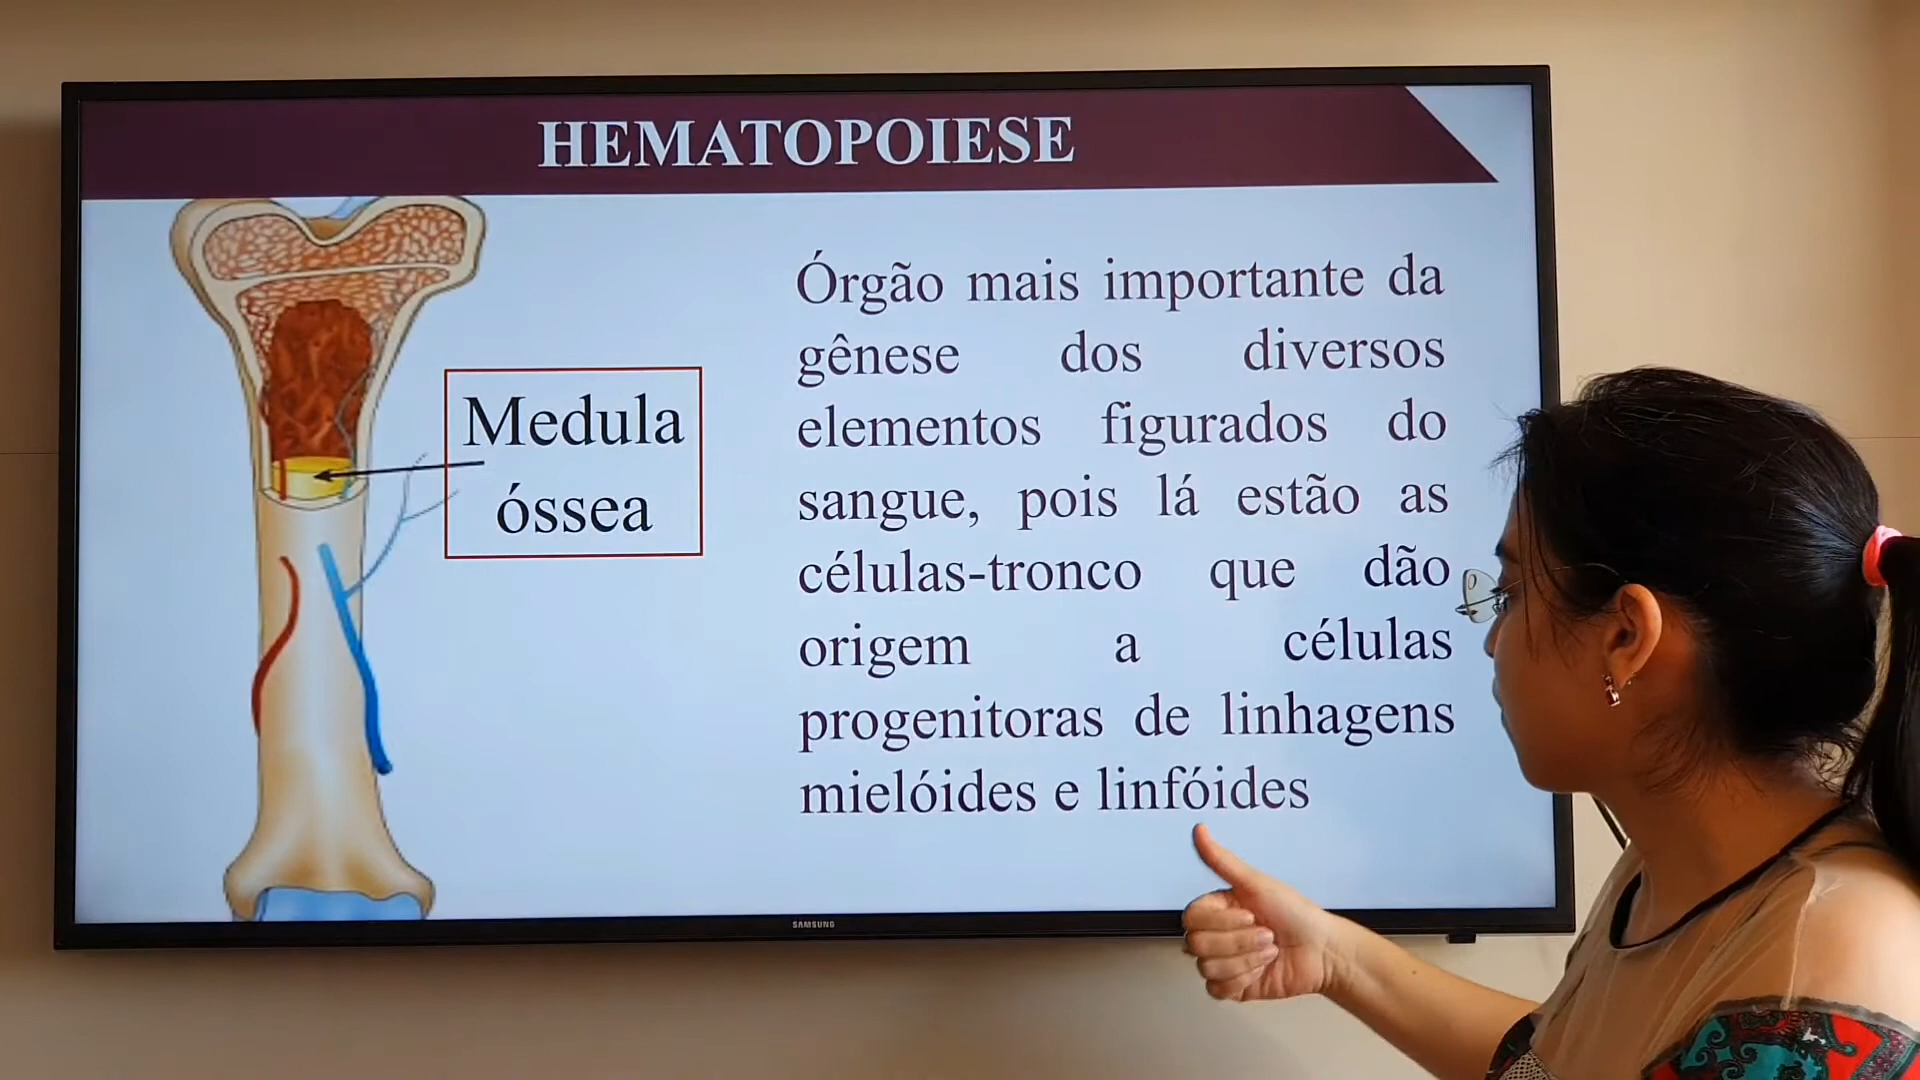 HEMATOPOIESE
Medula
óssea
Órgão mais importante da
gênese dos diversos
elementos figurados do
sangue, pois lá estão as
células-tronco que dão
origem a células
progenitoras de linhagens
mielóides e linfóides
SAMSUNG